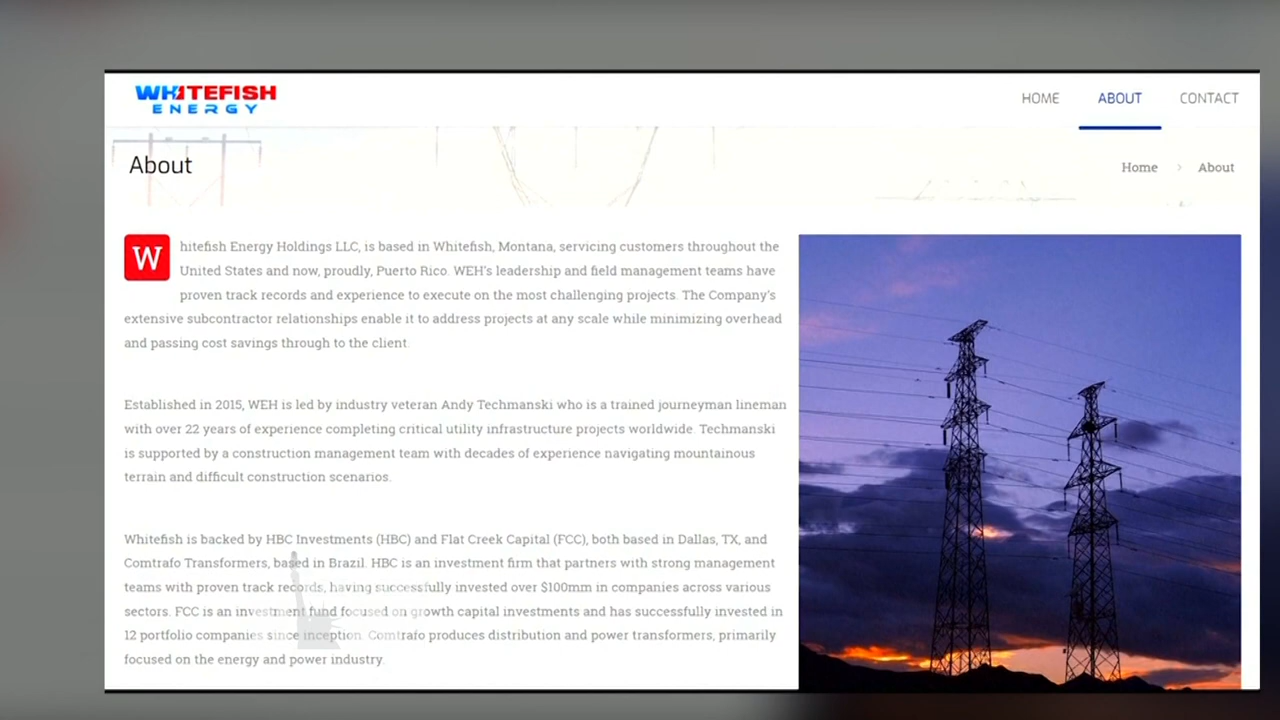 WHITEFISH
ENERGY
HOME ABOUT CONTACT
About
Home > About
Whitefish Energy Holdings LLC, is based in Whitefish, Montana, servicing customers throughout the
United States and now, proudly, Puerto Rico. WEH's leadership and field management teams have
proven track records and experience to execute on the most challenging projects. The Company's
extensive subcontractor relationships enable it to address projects at any scale while minimizing overhead
and passing cost savings through to the client.
Established in 2015, WEH is led by industry veteran Andy Techmanski who is a trained journeyman lineman
with over 22 years of experience completing critical utility infrastructure projects worldwide. Techmanski
is supported by a construction management team with decades of experience navigating mountainous
terrain and difficult construction scenarios.
Whitefish is backed by HBC Investments (HBC) and Flat Creek Capital (FCC), both based in Dallas, TX, and
Comtrafo Transformers, based in Brazil. HBC is an investment firm that partners with strong management
teams with proven track records, having successfully invested over $100mm in companies across various
sectors. FCC is an investment fund focused on growth capital investments and has successfully invested in
12 portfolio companies since inception. Comtrafo produces distribution and power transformers, primarily
focused on the energy and power industry.